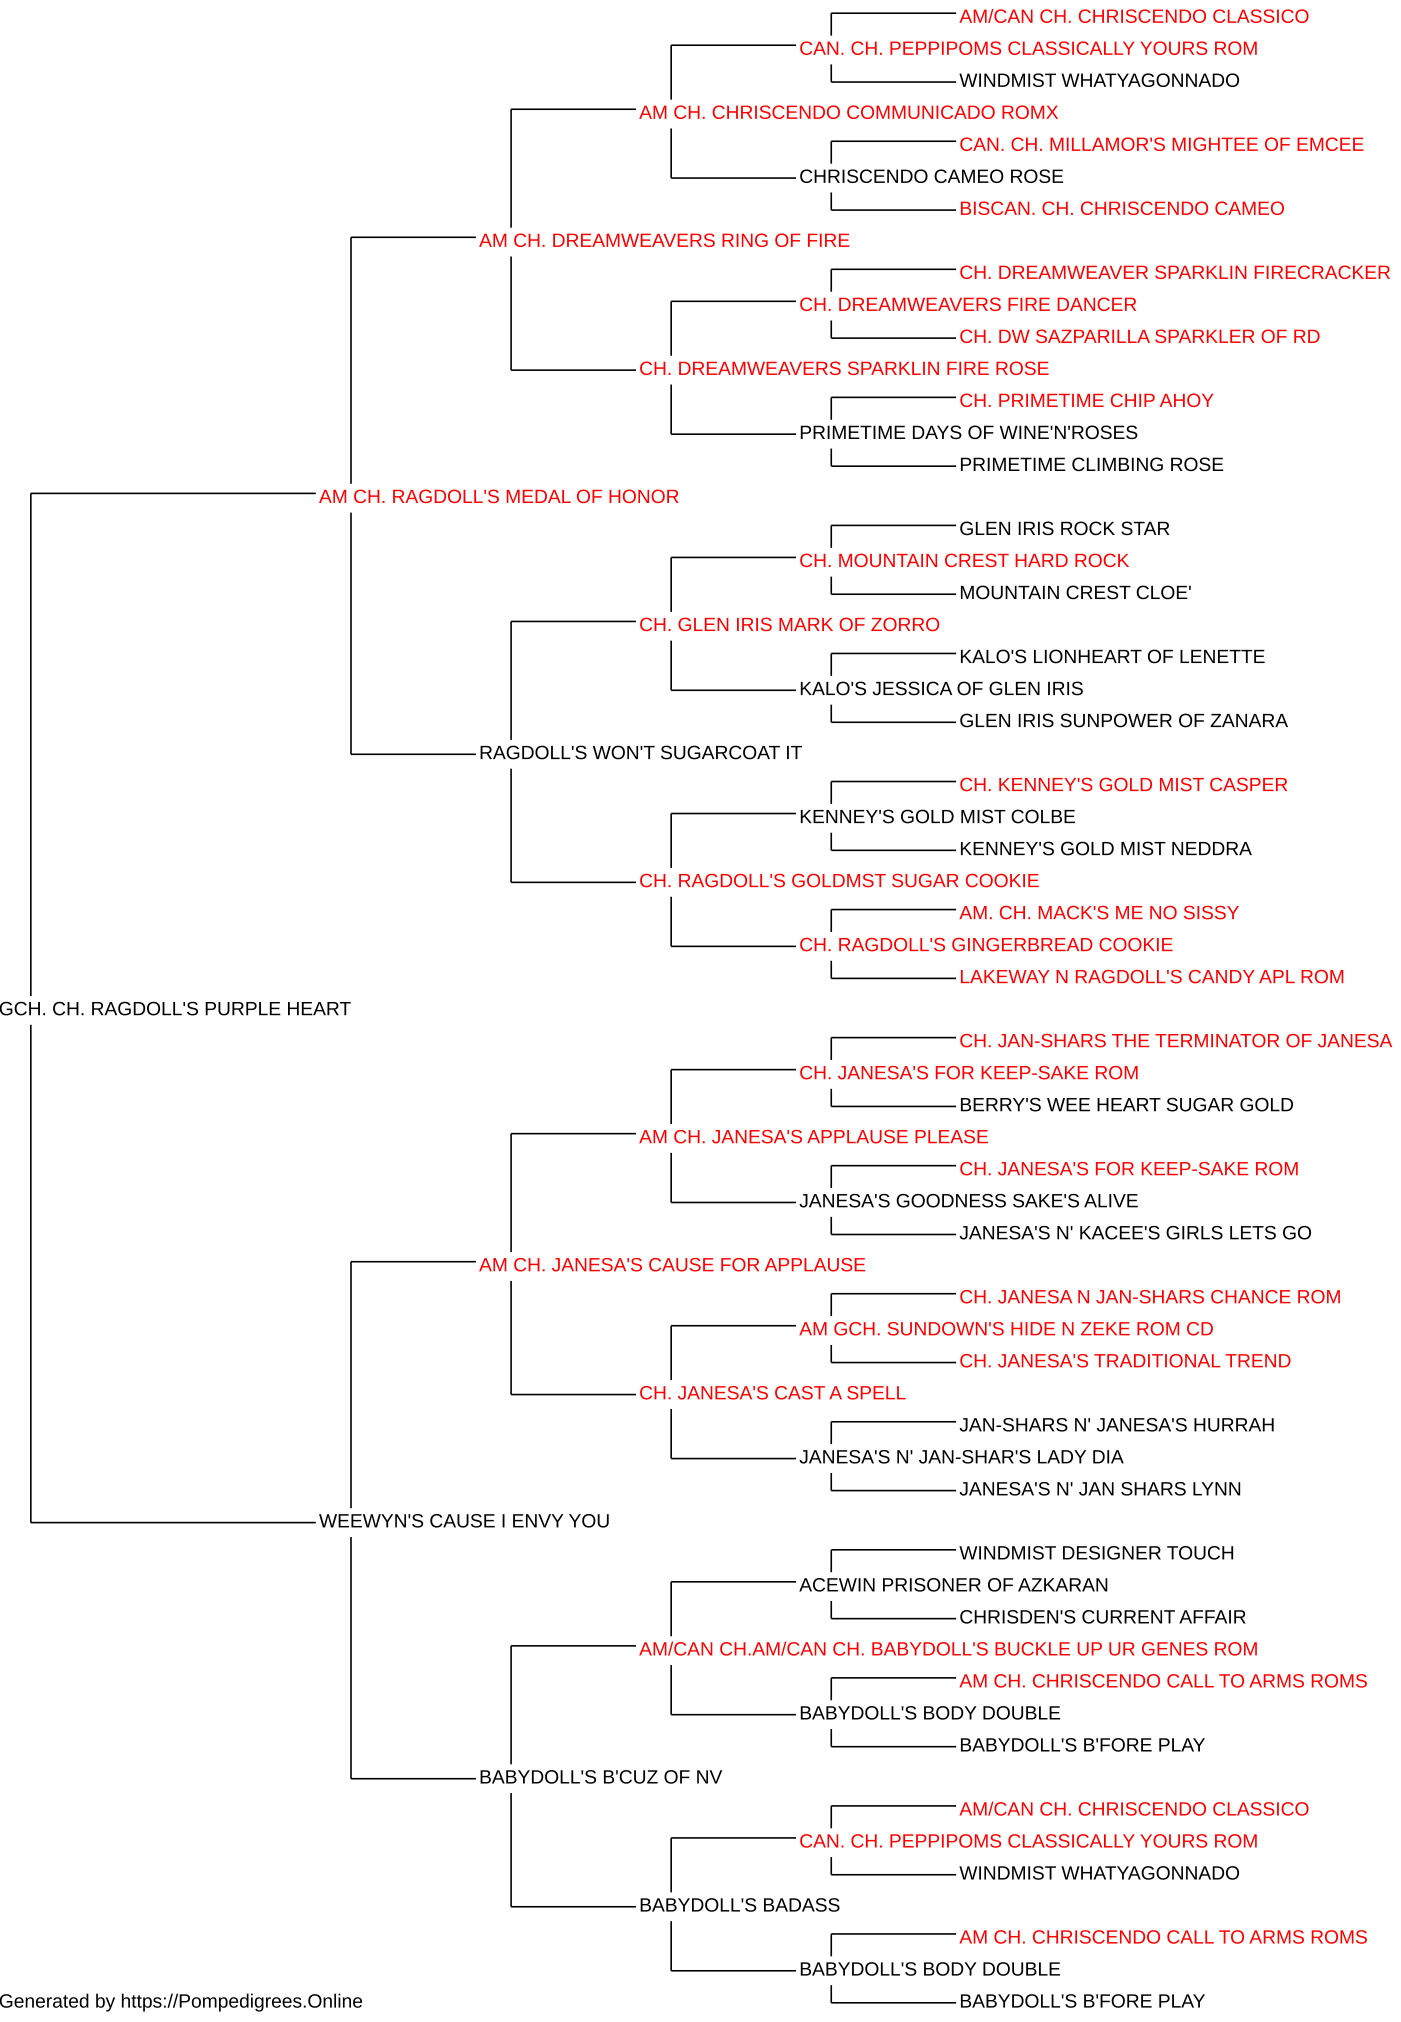 AM/CAN CH. CHRISCENDO CLASSICO
CAN. CH. PEPPIPOMS CLASSICALLY YOURS ROM
WINDMIST WHATYAGONNADO
AM CH. CHRISCENDO COMMUNICADO ROMX
CAN. CH. MILLAMOR'S MIGHTEE OF EMCEE
CHRISCENDO CAMEO ROSE
BISCAN. CH. CHRISCENDO CAMEO
AM CH. DREAMWEAVERS RING OF FIRE
CH. DREAMWEAVER SPARKLIN FIRECRACKER
CH. DREAMWEAVERS FIRE DANCER
CH. DW SAZPARILLA SPARKLER OF RD
CH. DREAMWEAVERS SPARKLIN FIRE ROSE
CH. PRIMETIME CHIP AHOY
PRIMETIME DAYS OF WINE'N'ROSES
PRIMETIME CLIMBING ROSE
AM CH. RAGDOLL'S MEDAL OF HONOR
GLEN IRIS ROCK STAR
CH. MOUNTAIN CREST HARD ROCK
MOUNTAIN CREST CLOE'
CH. GLEN IRIS MARK OF ZORRO
KALO'S LIONHEART OF LENETTE
KALO'S JESSICA OF GLEN IRIS
GLEN IRIS SUNPOWER OF ZANARA
RAGDOLL'S WON'T SUGARCOAT IT
CH. KENNEY'S GOLD MIST CASPER
KENNEY'S GOLD MIST COLBE
KENNEY'S GOLD MIST NEDDRA
CH. RAGDOLL'S GOLDMST SUGAR COOKIE
AM. CH. MACK'S ME NO SISSY
CH. RAGDOLL'S GINGERBREAD COOKIE
LAKEWAY N RAGDOLL'S CANDY APL ROM
GCH. CH. RAGDOLL'S PURPLE HEART
CH. JAN-SHARS THE TERMINATOR OF JANESA
CH. JANESA'S FOR KEEP-SAKE ROM
BERRY'S WEE HEART SUGAR GOLD
AM CH. JANESA'S APPLAUSE PLEASE
CH. JANESA'S FOR KEEP-SAKE ROM
JANESA'S GOODNESS SAKE'S ALIVE
JANESA'S N' KACEE'S GIRLS LETS GO
AM CH. JANESA'S CAUSE FOR APPLAUSE
CH. JANESA N JAN-SHARS CHANCE ROM
AM GCH. SUNDOWN'S HIDE N ZEKE ROM CD
CH. JANESA'S TRADITIONAL TREND
CH. JANESA'S CAST A SPELL
JAN-SHARS N' JANESA'S HURRAH
JANESA'S N' JAN-SHAR'S LADY DIA
JANESA'S N' JAN SHARS LYNN
WEEWYN'S CAUSE I ENVY YOU
WINDMIST DESIGNER TOUCH
ACEWIN PRISONER OF AZKARAN
CHRISDEN'S CURRENT AFFAIR
AM/CAN CH.AM/CAN CH. BABYDOLL'S BUCKLE UP UR GENES ROM
AM CH. CHRISCENDO CALL TO ARMS ROMS
BABYDOLL'S BODY DOUBLE
BABYDOLL'S B'FORE PLAY
BABYDOLL'S B'CUZ OF NV
AM/CAN CH. CHRISCENDO CLASSICO
CAN. CH. PEPPIPOMS CLASSICALLY YOURS ROM
WINDMIST WHATYAGONNADO
BABYDOLL'S BADASS
AM CH. CHRISCENDO CALL TO ARMS ROMS
BABYDOLL'S BODY DOUBLE
BABYDOLL'S B'FORE PLAY
Generated by https://Pompedigrees.Online